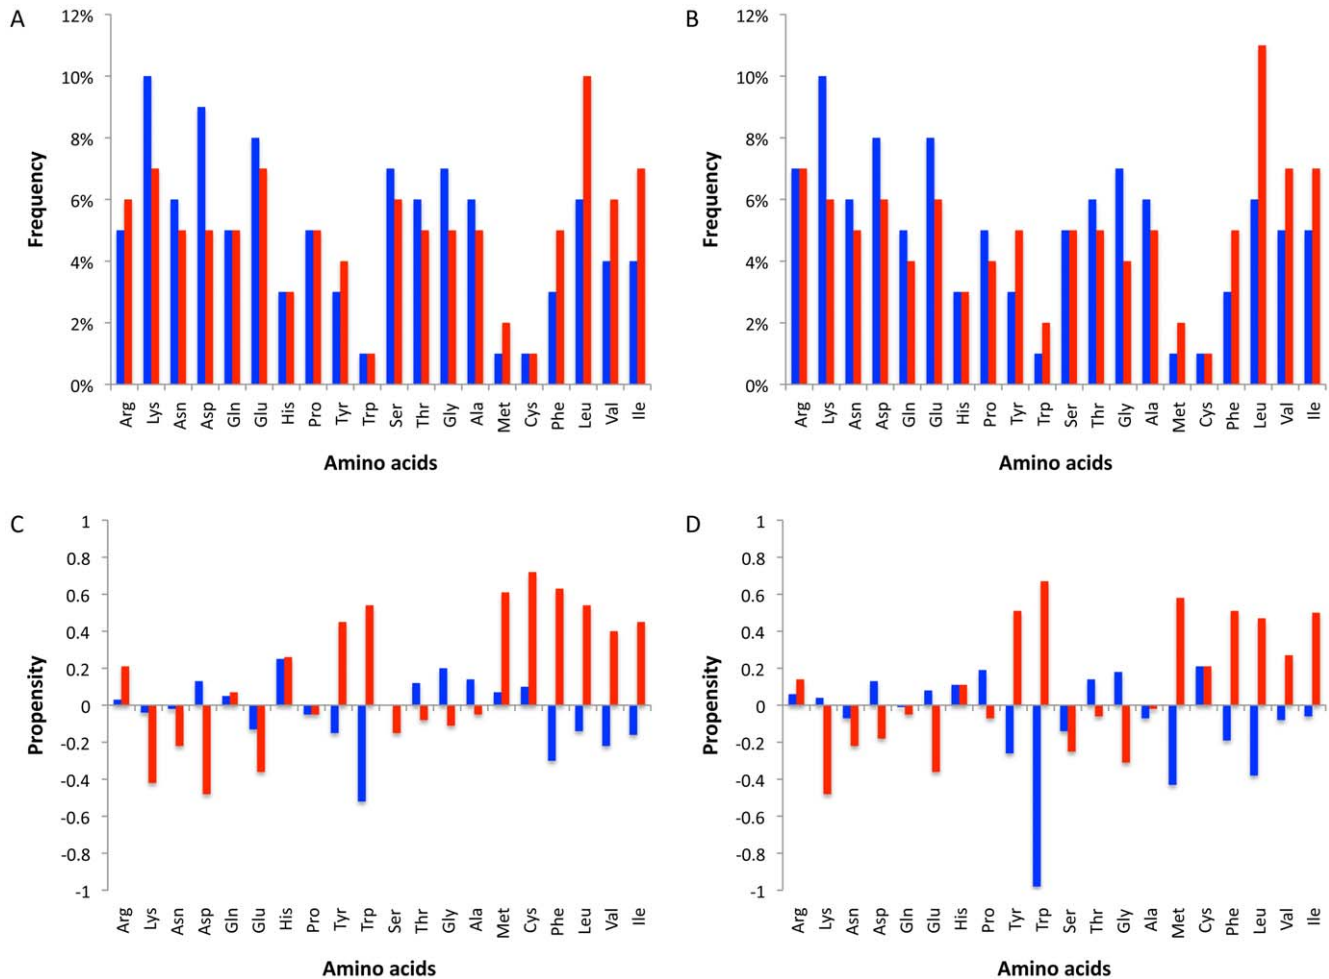 A
12%
10%
8%
6%
4%
2%
0%
Frequency
Arg Lys Asn Asp Gln Glu His Pro Tyr Trp Ser Thr Gly Ala Met Cys Phe Leu Val Ile
Amino acids
B
12%
10%
8%
6%
4%
2%
0%
Frequency
Arg Lys Asn Asp Gln Glu His Pro Tyr Trp Ser Thr Gly Ala Met Cys Phe Leu Val Ile
Amino acids
C
1
0.8
0.6
0.4
0.2
0
-0.2
-0.4
-0.6
-0.8
-1
Propensity
Arg Lys Asn Asp Gln Glu His Pro Tyr Trp Ser Thr Gly Ala Met Cys Phe Leu Val Ile
Amino acids
D
1
0.8
0.6
0.4
0.2
0
-0.2
-0.4
-0.6
-0.8
-1
Propensity
Arg Lys Asn Asp Gln Glu His Pro Tyr Trp Ser Thr Gly Ala Met Cys Phe Leu Val Ile
Amino acids